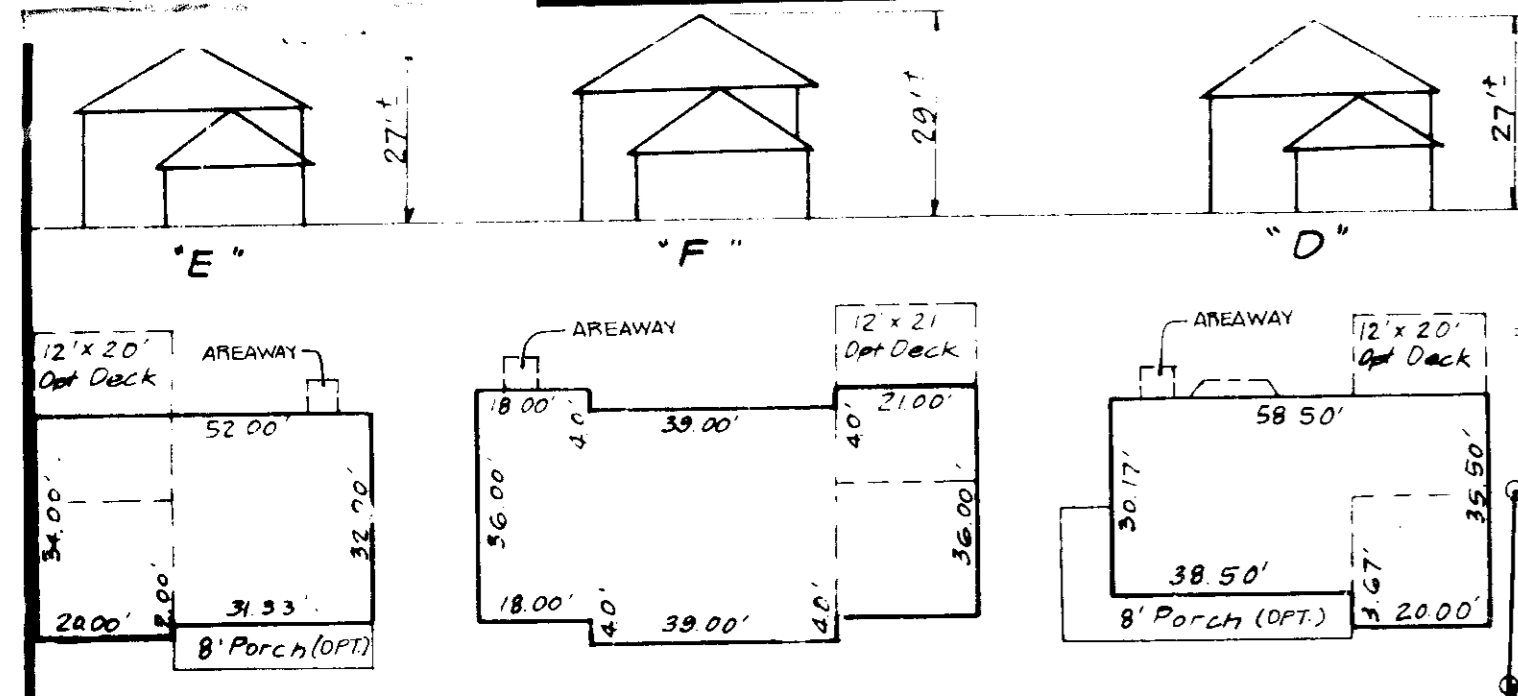 27'±
29'±
27'±
"E"
"F"
"D"
12' x 20'
Opt Deck
AREAWAY
52 00'
34.00'
32.70'
20.00'
2.00'
31.33'
8' Porch (OPT.)
AREAWAY
12' x 21
Opt Deck
18 00'
4.0'
39.00'
4.0'
21.00'
36.00'
36.00'
18.00'
4.0'
39.00'
4.0'
AREAWAY
12' x 20'
Opt Deck
58 50'
30.17'
35.50'
38.50'
3.67'
20.00'
8' Porch (OPT.)